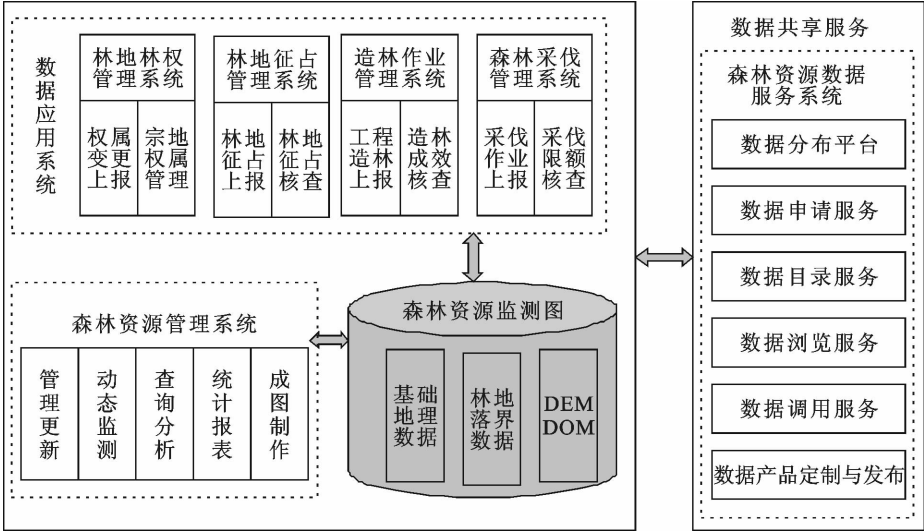 数据应用系统
林地林权
管理系统
权属
变更
上报
宗地
权属
管理
林地征占
管理系统
林地
征占
上报
林地
征占
核查
造林作业
管理系统
工程
造林
上报
造林
成效
核查
森林采伐
管理系统
采伐
作业
上报
采伐
限额
核查
森林资源管理系统
管理更新
动态监测
查询分析
统计报表
成图制作
森林资源监测图
基础
地理
数据
林地
落界
数据
DEM
DOM
数据共享服务
森林资源数据
服务系统
数据分布平台
数据申请服务
数据目录服务
数据浏览服务
数据调用服务
数据产品定制与发布